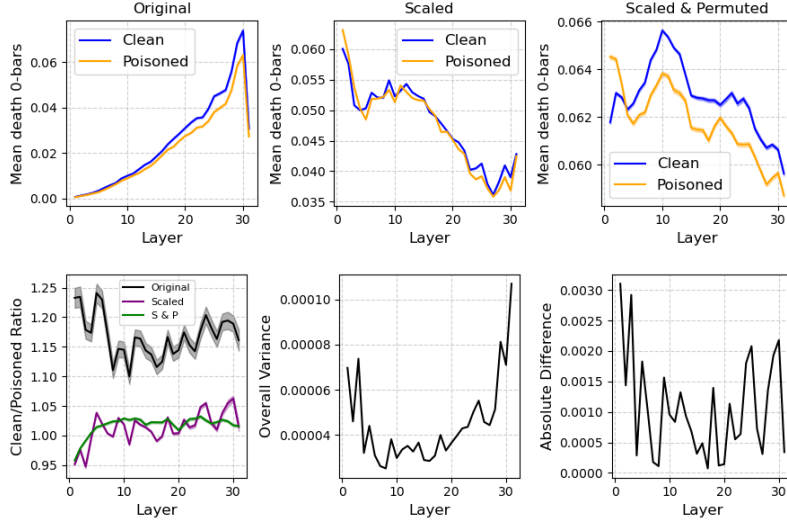 Original
Mean death 0-bars
0.06
0.04
0.02
0.00
Clean
Poisoned
0 10 20 30
Layer
Scaled
Mean death 0-bars
0.060
0.055
0.050
0.045
0.040
0.035
Clean
Poisoned
0 10 20 30
Layer
Scaled & Permuted
Mean death 0-bars
0.066
0.064
0.062
0.060
Clean
Poisoned
0 10 20 30
Layer
Clean/Poisoned Ratio
1.25
1.20
1.15
1.10
1.05
1.00
0.95
Original
Scaled
S & P
0 10 20 30
Layer
Overall Variance
0.00010
0.00008
0.00006
0.00004
0 10 20 30
Layer
Absolute Difference
0.0030
0.0025
0.0020
0.0015
0.0010
0.0005
0.0000
0 10 20 30
Layer